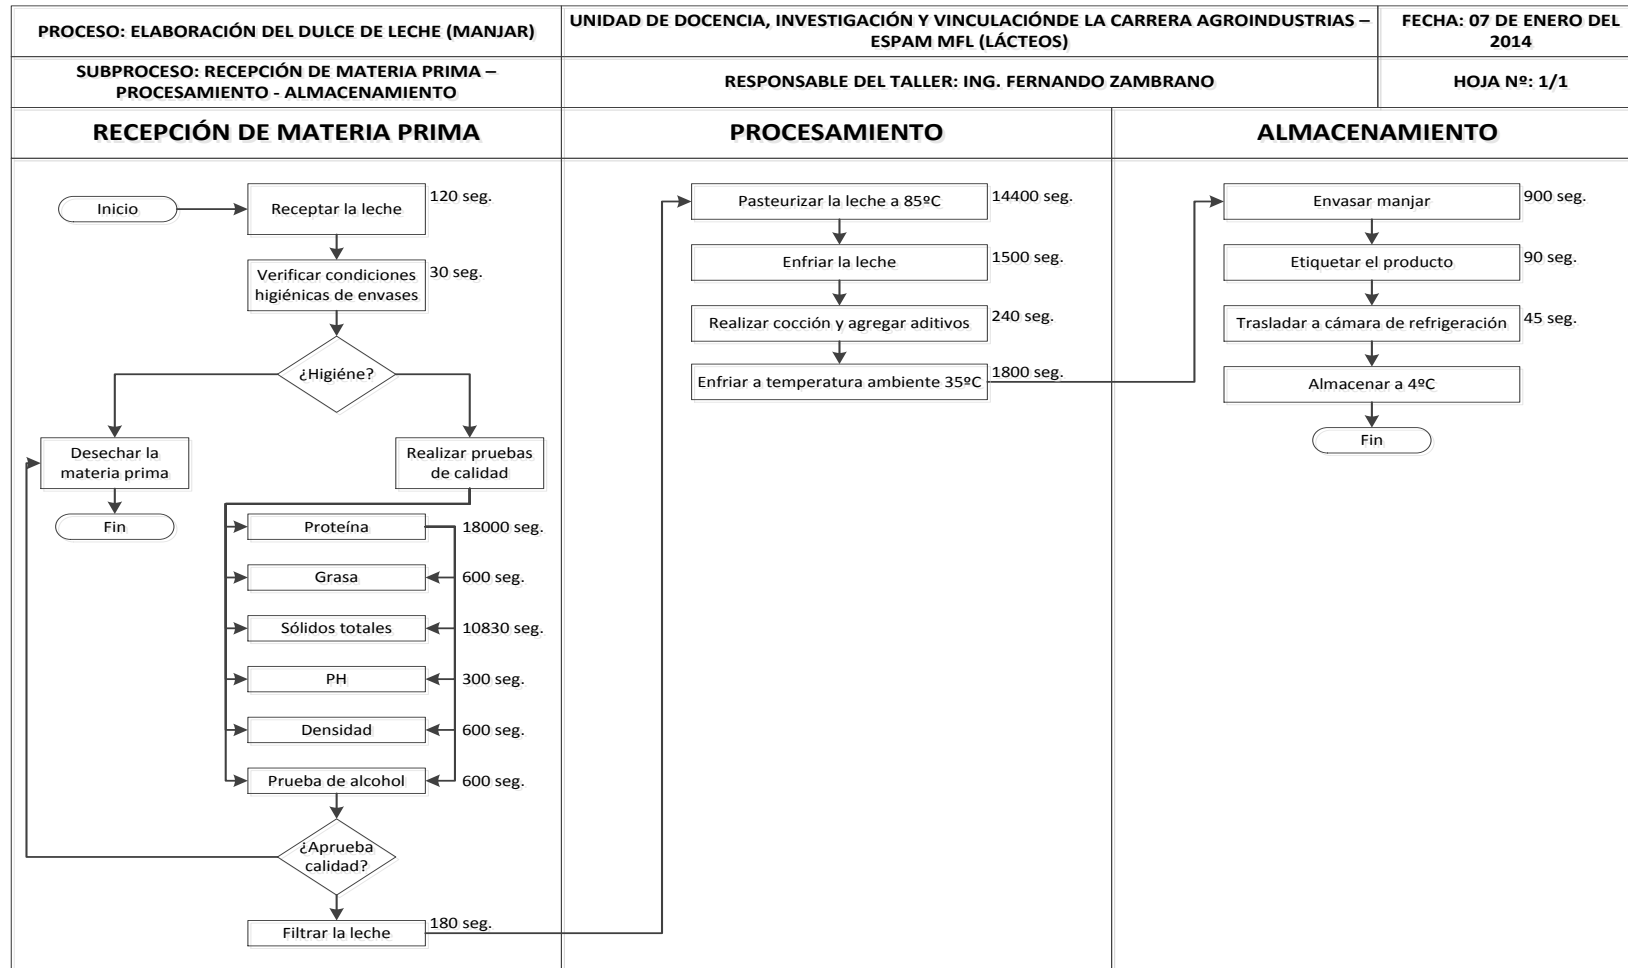 PROCESO: ELABORACIÓN DEL DULCE DE LECHE (MANJAR)
UNIDAD DE DOCENCIA, INVESTIGACIÓN Y VINCULACIÓNDE LA CARRERA AGROINDUSTRIAS –
ESPAM MFL (LÁCTEOS)
FECHA: 07 DE ENERO DEL
2014
SUBPROCESO: RECEPCIÓN DE MATERIA PRIMA –
PROCESAMIENTO - ALMACENAMIENTO
RESPONSABLE DEL TALLER: ING. FERNANDO ZAMBRANO
HOJA Nº: 1/1
RECEPCIÓN DE MATERIA PRIMA
PROCESAMIENTO
ALMACENAMIENTO
Inicio
Receptar la leche
120 seg.
Verificar condiciones
higiénicas de envases
30 seg.
¿Higiéne?
Desechar la
materia prima
Fin
Realizar pruebas
de calidad
Proteína
18000 seg.
Grasa
600 seg.
Sólidos totales
10830 seg.
PH
300 seg.
Densidad
600 seg.
Prueba de alcohol
600 seg.
¿Aprueba
calidad?
Filtrar la leche
180 seg.
Pasteurizar la leche a 85ºC
14400 seg.
Enfriar la leche
1500 seg.
Realizar cocción y agregar aditivos
240 seg.
Enfriar a temperatura ambiente 35ºC
1800 seg.
Envasar manjar
900 seg.
Etiquetar el producto
90 seg.
Trasladar a cámara de refrigeración
45 seg.
Almacenar a 4ºC
Fin